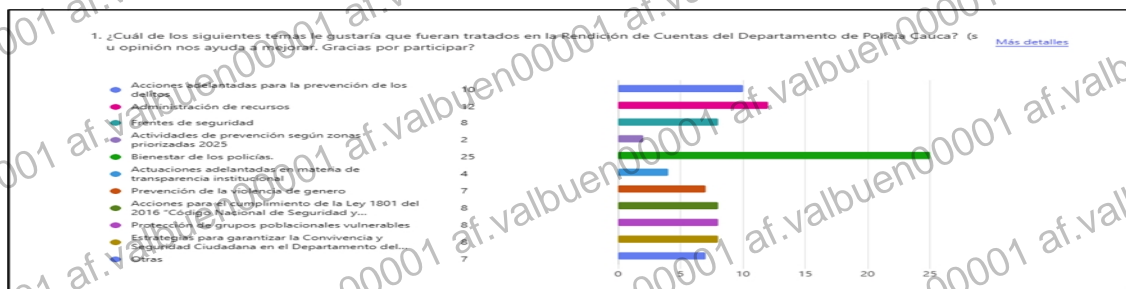 1. ¿Cuál de los siguientes temas le gustaría que fueran tratados en la Rendición de Cuentas del Departamento de Policía Cauca? (s
u opinión nos ayuda a mejorar. Gracias por participar?
Más detalles
Acciones adelantadas para la prevención de los
delitos 10
Administración de recursos 12
Frentes de seguridad 8
Actividades de prevención según zonas
priorizadas 2025 2
Bienestar de los policías. 25
Actuaciones adelantadas en materia de
transparencia institucional 4
Prevención de la violencia de genero 7
Acciones para el cumplimiento de la Ley 1801 del
2016 "Código Nacional de Seguridad y... 8
Protección de grupos poblacionales vulnerables 8
Estrategias para garantizar la Convivencia y
Seguridad Ciudadana en el Departamento del... 8
Otras 7
0 5 10 15 20 25
af.valbuen00001